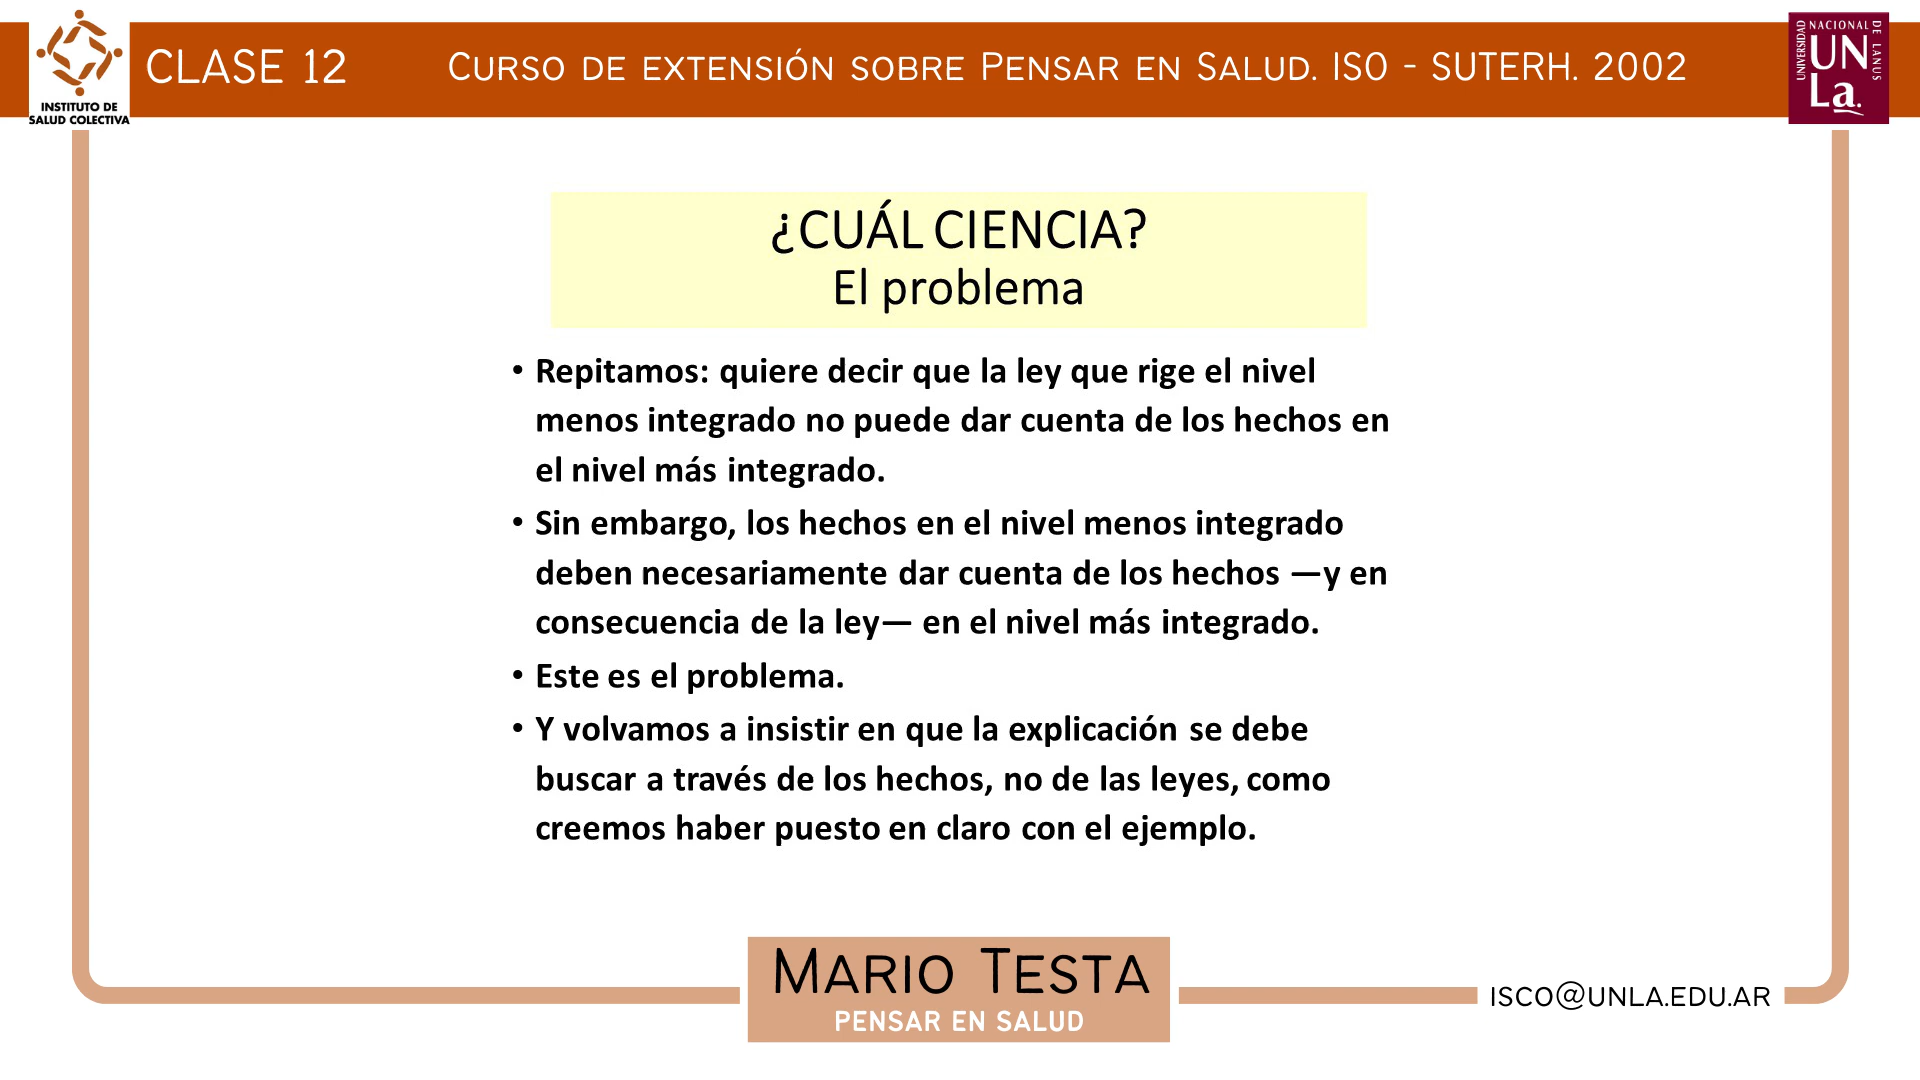 INSTITUTO DE
SALUD COLECTIVA
CLASE 12
CURSO DE EXTENSIÓN SOBRE PENSAR EN SALUD. ISO - SUTERH. 2002
UNIVERSIDAD NACIONAL DE LANUS
UN
La.
¿CUÁL CIENCIA?
El problema
• Repitamos: quiere decir que la ley que rige el nivel
menos integrado no puede dar cuenta de los hechos en
el nivel más integrado.
• Sin embargo, los hechos en el nivel menos integrado
deben necesariamente dar cuenta de los hechos —y en
consecuencia de la ley— en el nivel más integrado.
• Este es el problema.
• Y volvamos a insistir en que la explicación se debe
buscar a través de los hechos, no de las leyes, como
creemos haber puesto en claro con el ejemplo.
MARIO TESTA
PENSAR EN SALUD
ISCO@UNLA.EDU.AR